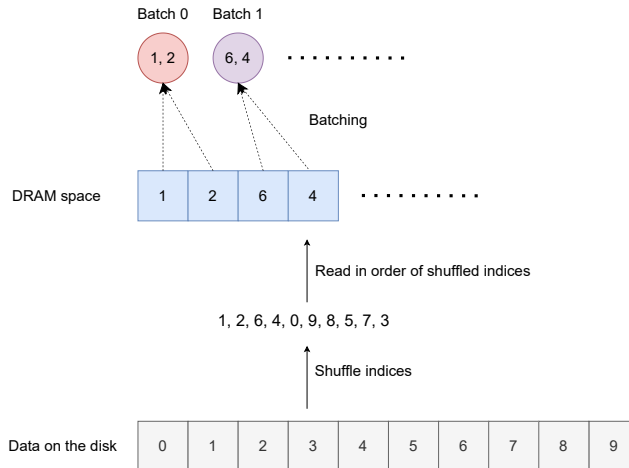 Batch 0 Batch 1
1, 2 6, 4
Batching
DRAM space 1 2 6 4
Read in order of shuffled indices
1, 2, 6, 4, 0, 9, 8, 5, 7, 3
Shuffle indices
Data on the disk 0 1 2 3 4 5 6 7 8 9